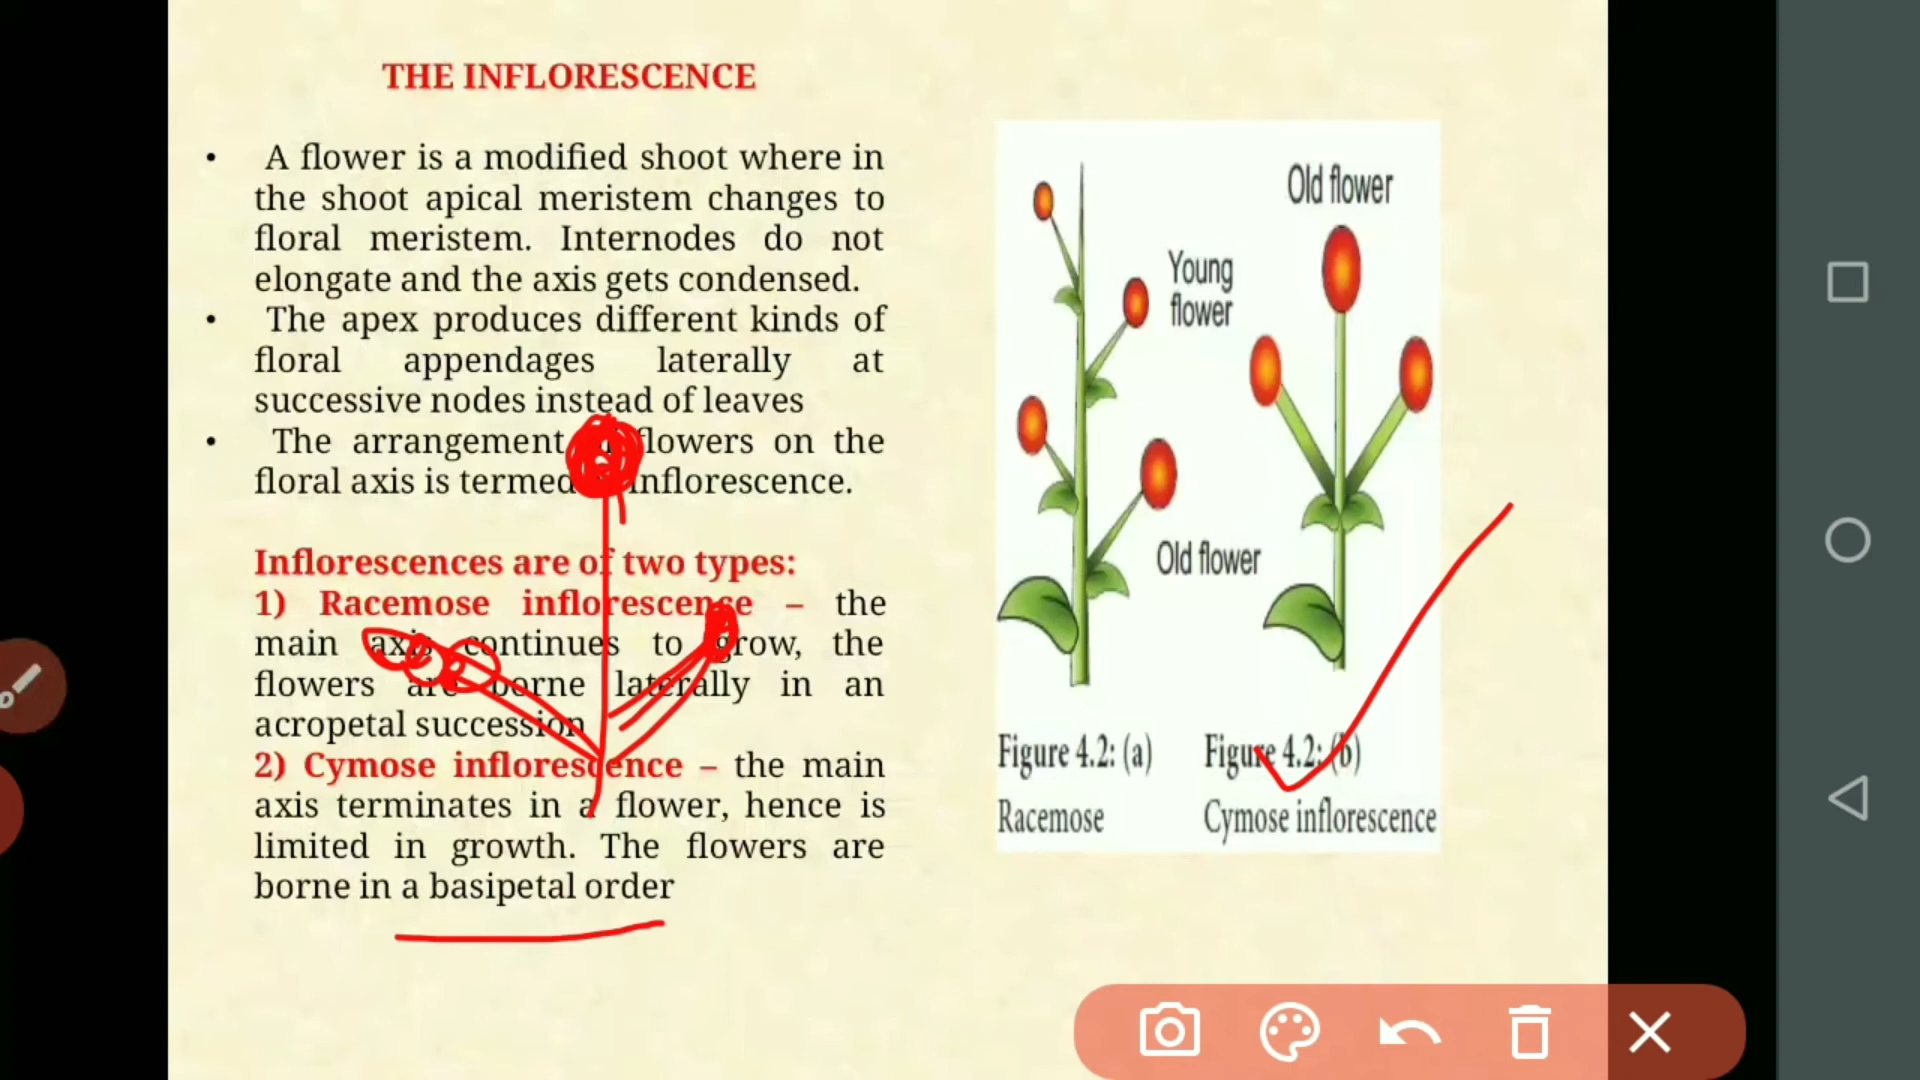 THE INFLORESCENCE
• A flower is a modified shoot where in
the shoot apical meristem changes to
floral meristem. Internodes do not
elongate and the axis gets condensed.
• The apex produces different kinds of
floral appendages laterally at
successive nodes instead of leaves
• The arrangement flowers on the
floral axis is termed inflorescence.
Inflorescences are of two types:
1) Racemose inflorescence – the
main axis continues to grow, the
flowers are borne laterally in an
acropetal succession
2) Cymose inflorescence – the main
axis terminates in a flower, hence is
limited in growth. The flowers are
borne in a basipetal order
Old flower
Young
flower
Old flower
Figure 4.2: (a)
Racemose
Figure 4.2: (b)
Cymose inflorescence